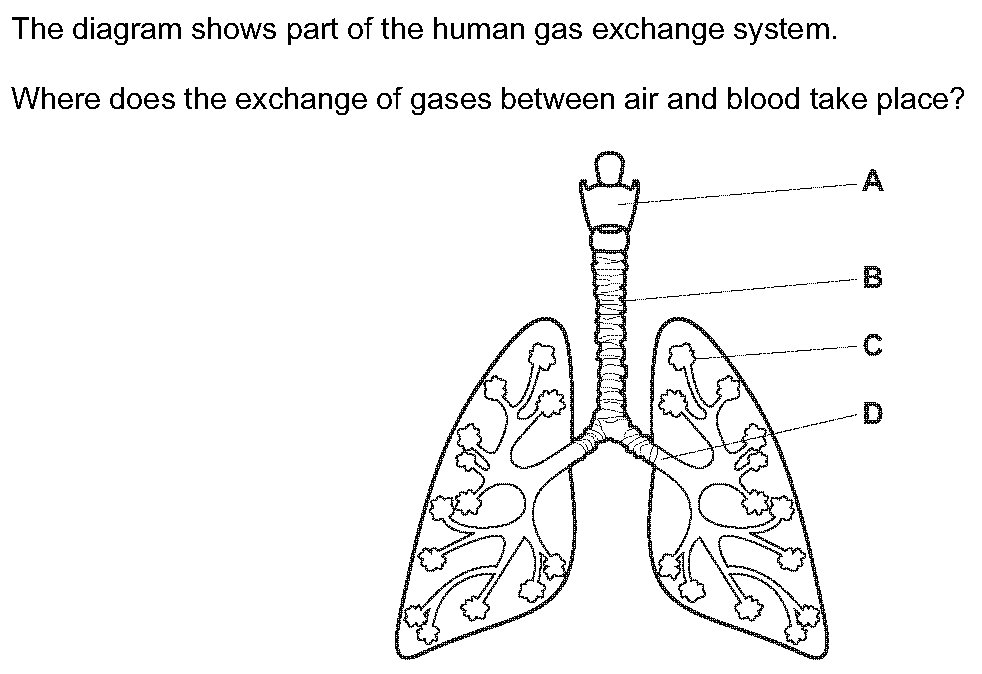 The diagram shows part of the human gas exchange system.
Where does the exchange of gases between air and blood take place?
A
B
C
D